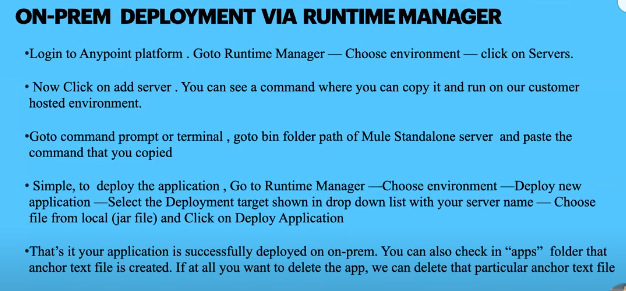 ON-PREM DEPLOYMENT VIA RUNTIME MANAGER
•Login to Anypoint platform . Goto Runtime Manager — Choose environment — click on Servers.
• Now Click on add server . You can see a command where you can copy it and run on our customer
hosted environment.
•Goto command prompt or terminal , goto bin folder path of Mule Standalone server and paste the
command that you copied
• Simple, to deploy the application , Go to Runtime Manager —Choose environment —Deploy new
application —Select the Deployment target shown in drop down list with your server name — Choose
file from local (jar file) and Click on Deploy Application
•That’s it your application is successfully deployed on on-prem. You can also check in “apps” folder that
anchor text file is created. If at all you want to delete the app, we can delete that particular anchor text file